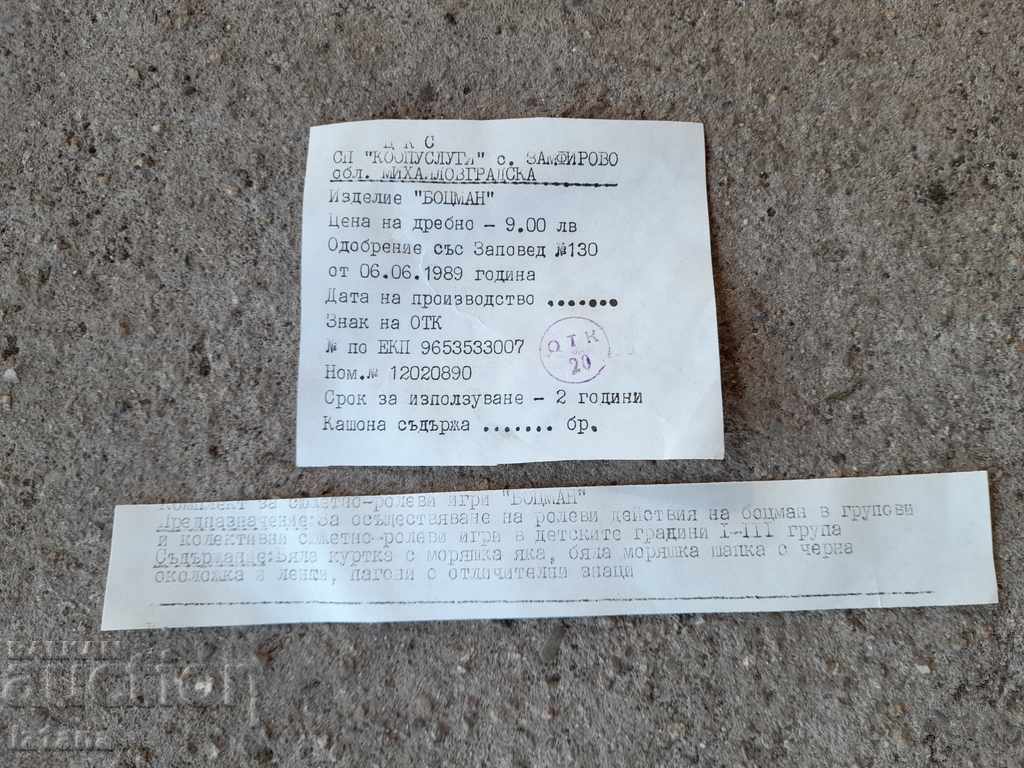 Ц К С
СП "КООПУСЛУГИ" с. ЗАМФИРОВО
обл. МИХАЙЛОВГРАДСКА
Изделие "БОЦМАН"
Цена на дребно - 9.00 лв
Одобрение със Заповед №130
от 06.06.1989 година
Дата на производство .......
Знак на ОТК
№ по ЕКП 9653533007
Ном.№ 12020890
Срок за използуване - 2 години
Кашона съдържа ....... бр.
ОТК
20
Комплект за сюжетно-ролеви игри "БОЦМАН"
Предназначение:За осъществяване на ролеви действия на боцман в групови
и колективни сюжетно-ролеви игри в детските градини I-III група
Съдържание:Бяла куртка с моряшка яка, бяла моряшка шапка с черна
околожка и ленти, пагони с отличителни знаци
BALKAN
auction
latana